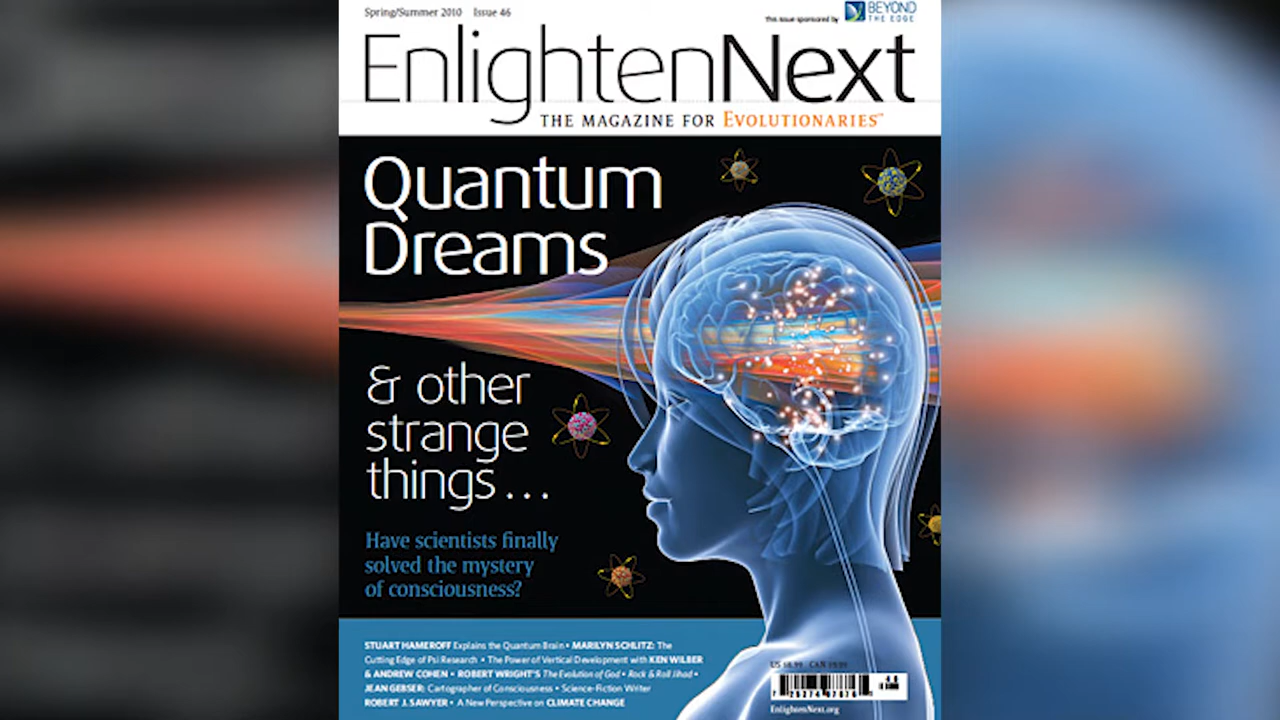 Spring/Summer 2010 Issue 46
This issue sponsored by BEYOND
THE EDGE
EnlightenNext
THE MAGAZINE FOR EVOLUTIONARIES™
Quantum
Dreams
& other
strange
things...
Have scientists finally
solved the mystery
of consciousness?
STUART HAMEROFF Explains the Quantum Brain • MARILYN SCHLITZ: The
Cutting Edge of Psi Research • The Power of Vertical Development with KEN WILBER
& ANDREW COHEN • ROBERT WRIGHT'S The Evolution of God • Rock & Roll Jihad •
JEAN GEBSER: Cartographer of Consciousness • Science-Fiction Writer
ROBERT J. SAWYER • A New Perspective on CLIMATE CHANGE
EnlightenNext.org